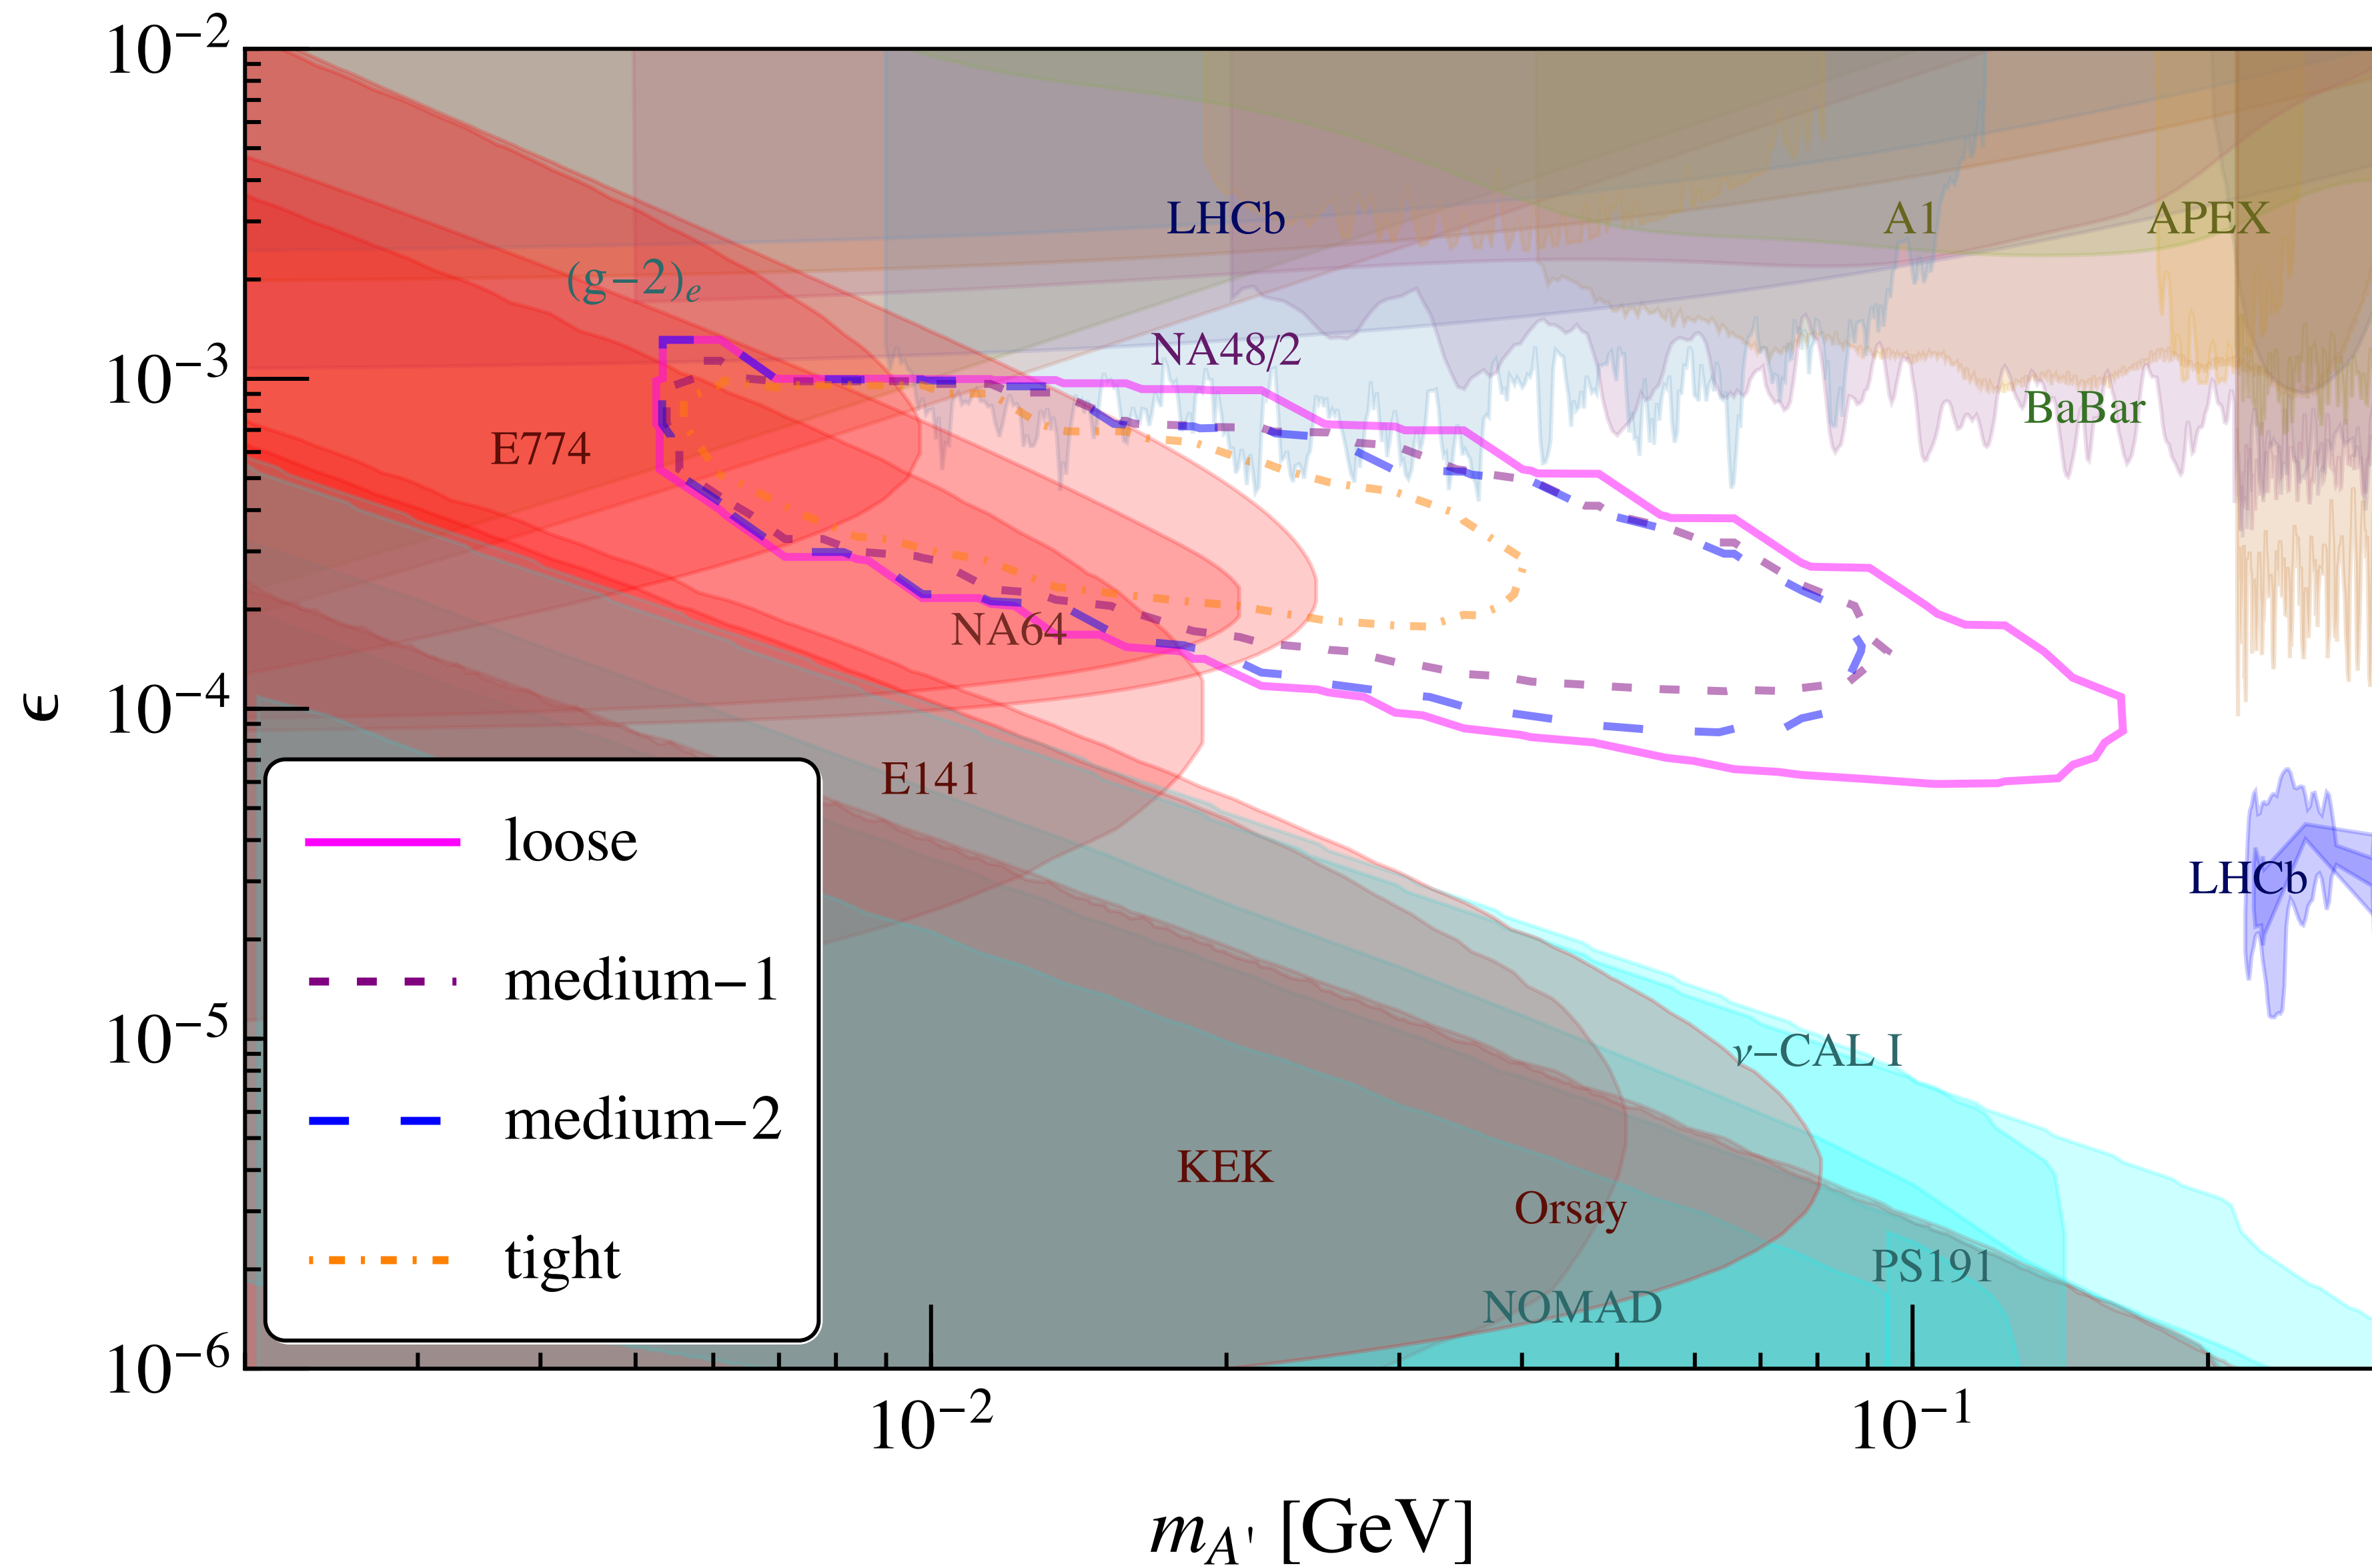 10−2
LHCb
A1
APEX
(g−2)e
NA48/2
10−3
BaBar
E774
NA64
ϵ
10−4
E141
loose
LHCb
medium−1
10−5
ν−CAL I
medium−2
KEK
Orsay
tight
PS191
NOMAD
10−6
10−2
10−1
mA' [GeV]